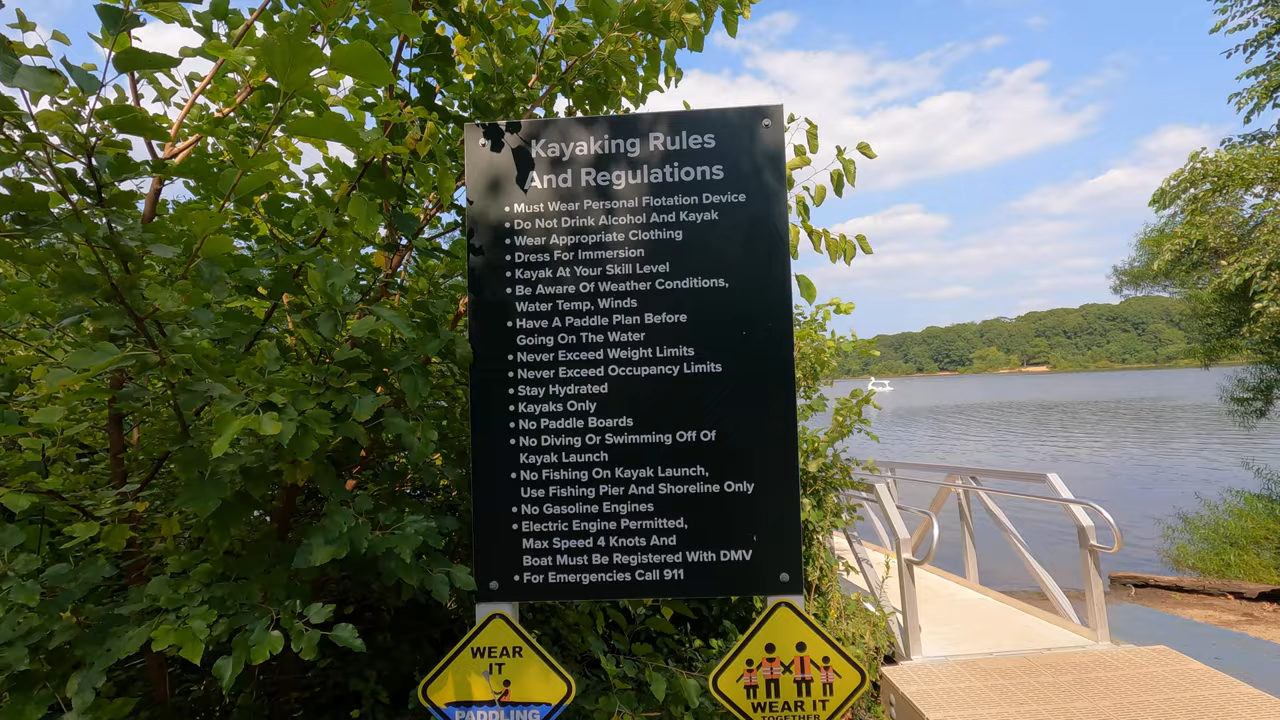 Kayaking Rules
And Regulations
• Must Wear Personal Flotation Device
• Do Not Drink Alcohol And Kayak
• Wear Appropriate Clothing
• Dress For Immersion
• Kayak At Your Skill Level
• Be Aware Of Weather Conditions,
Water Temp, Winds
• Have A Paddle Plan Before
Going On The Water
• Never Exceed Weight Limits
• Never Exceed Occupancy Limits
• Stay Hydrated
• Kayaks Only
• No Paddle Boards
• No Diving Or Swimming Off Of
Kayak Launch
• No Fishing On Kayak Launch,
Use Fishing Pier And Shoreline Only
• No Gasoline Engines
• Electric Engine Permitted,
Max Speed 4 Knots And
Boat Must Be Registered With DMV
• For Emergencies Call 911
WEAR
IT
PADDLING
WEAR IT
TOGETHER